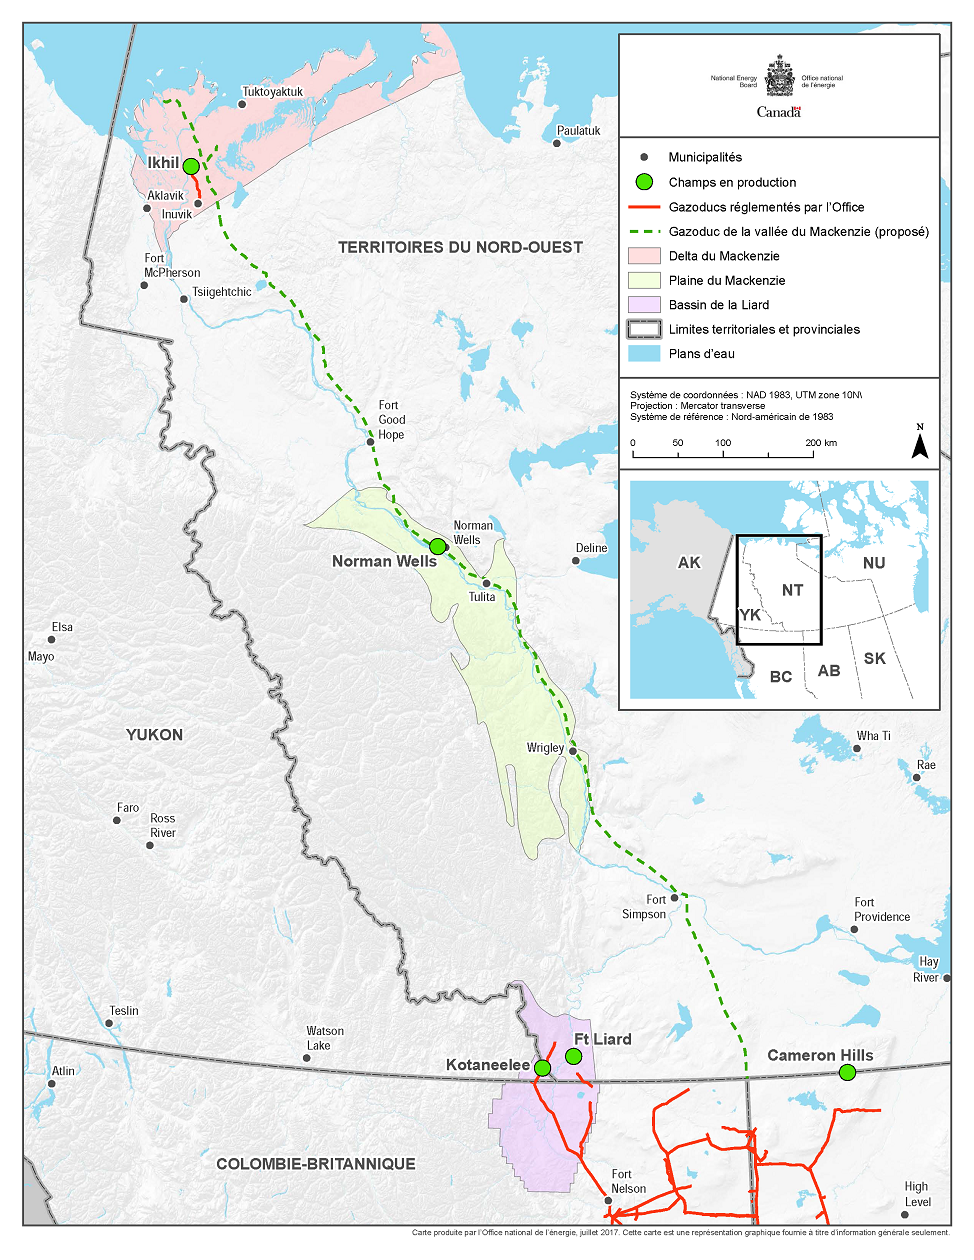 National Energy
Board
Office national
de l'énergie
Canada
Municipalités
Champs en production
Gazoducs réglementés par l'Office
Gazoduc de la vallée du Mackenzie (proposé)
Delta du Mackenzie
Plaine du Mackenzie
Bassin de la Liard
Limites territoriales et provinciales
Plans d'eau
Système de coordonnées : NAD 1983, UTM zone 10N
Projection : Mercator transverse
Système de référence : Nord-américain de 1983
0 50 100 200 km
N
AK
YK
NT
NU
BC
AB
SK
Tuktoyaktuk
Paulatuk
Ikhil
Aklavik
Inuvik
TERRITOIRES DU NORD-OUEST
Fort
McPherson
Tsiigehtchic
Fort
Good
Hope
Norman
Wells
Norman Wells
Deline
Tulita
Elsa
Mayo
YUKON
Wrigley
Wha Ti
Rae
Faro
Ross
River
Fort
Simpson
Fort
Providence
Hay
River
Teslin
Watson
Lake
Ft Liard
Kotaneelee
Cameron Hills
Atlin
COLOMBIE-BRITANNIQUE
Fort
Nelson
High
Level
Carte produite par l'Office national de l'énergie, juillet 2017. Cette carte est une représentation graphique fournie à titre d'information générale seulement.